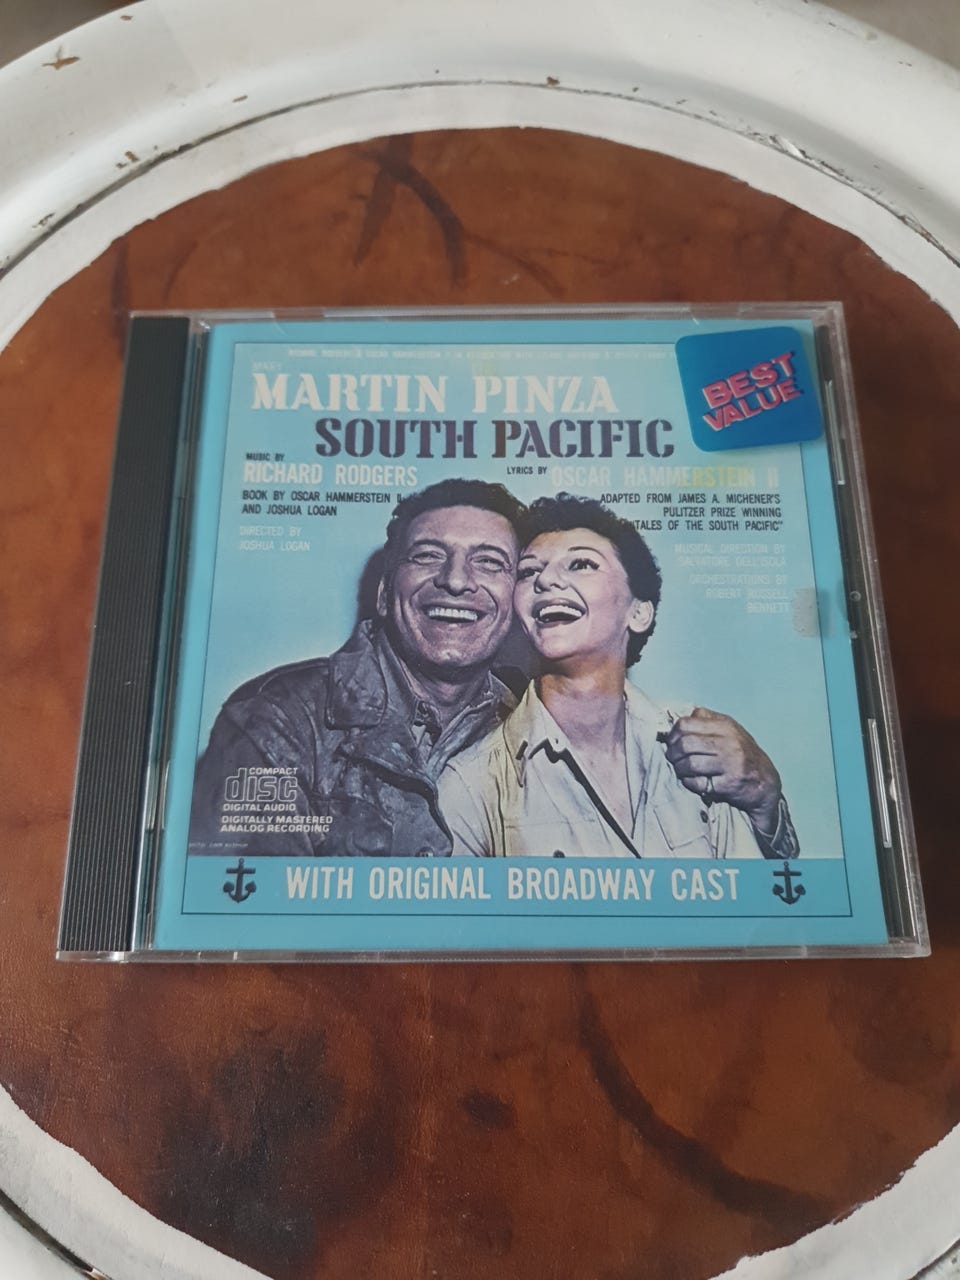 MARTIN PINZA
SOUTH PACIFIC
BEST
VALUE
MUSIC BY
RICHARD RODGERS
LYRICS BY OSCAR HAMMERSTEIN II
BOOK BY OSCAR HAMMERSTEIN II
AND JOSHUA LOGAN
ADAPTED FROM JAMES A. MICHENER'S
PULITZER PRIZE WINNING
"TALES OF THE SOUTH PACIFIC"
DIRECTED BY
JOSHUA LOGAN
MUSICAL DIRECTION BY
SALVATORE DELL'ISOLA
ORCHESTRATIONS BY
ROBERT RUSSELL
BENNETT
COMPACT
disc
DIGITAL AUDIO
DIGITALLY MASTERED
ANALOG RECORDING
WITH ORIGINAL BROADWAY CAST